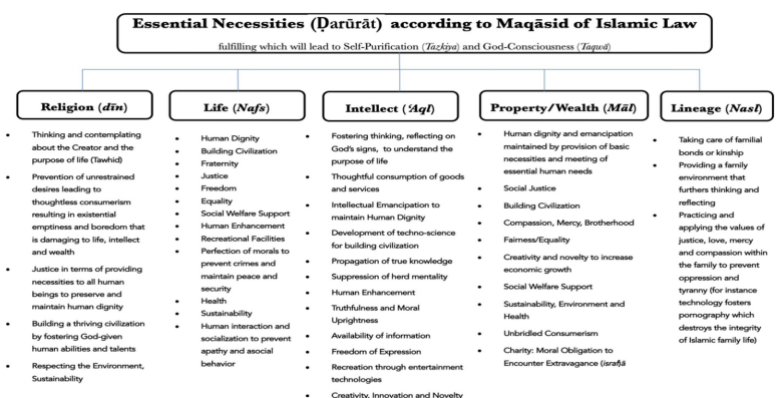 Essential Necessities (Ḍarūrāt) according to Maqāsid of Islamic Law
fulfilling which will lead to Self-Purification (Tazkiya) and God-Consciousness (Taqwā)
Religion (dīn)
• Thinking and contemplating
about the Creator and the
purpose of life (Tawhid)
• Prevention of unrestrained
desires leading to
thoughtless consumerism
resulting in existential
emptiness and boredom that
is damaging to life, intellect
and wealth
• Justice in terms of providing
necessities to all human
beings to preserve and
maintain human dignity
• Building a thriving civilization
by fostering God-given
human abilities and talents
• Respecting the Environment,
Sustainability
Life (Nafs)
• Human Dignity
• Building Civilization
• Fraternity
• Justice
• Freedom
• Equality
• Social Welfare Support
• Human Enhancement
• Recreational Facilities
• Perfection of morals to
prevent crimes and
maintain peace and
security
• Health
• Sustainability
• Human interaction and
socialization to prevent
apathy and asocial
behavior
Intellect (ʻAql)
• Fostering thinking, reflecting on
God's signs, to understand the
purpose of life
• Thoughtful consumption of goods
and services
• Intellectual Emancipation to
maintain Human Dignity
• Development of techno-science
for building civilization
• Propagation of true knowledge
• Suppression of herd mentality
• Human Enhancement
• Truthfulness and Moral
Uprightness
• Availability of information
• Freedom of Expression
• Recreation through entertainment
technologies
• Creativity, Innovation and Novelty
Property/Wealth (Māl)
• Human dignity and emancipation
maintained by provision of basic
necessities and meeting of
essential human needs
• Social Justice
• Building Civilization
• Compassion, Mercy, Brotherhood
• Fairness/Equality
• Creativity and novelty to increase
economic growth
• Social Welfare Support
• Sustainability, Environment and
Health
• Unbridled Consumerism
• Charity: Moral Obligation to
Encounter Extravagance
Lineage (Nasl)
• Taking care of familial
bonds or kinship
• Providing a family
environment that
furthers thinking and
reflecting
• Practicing and
applying the values of
justice, love, mercy
and compassion within
the family to prevent
oppression and
tyranny (for instance
technology fosters
pornography which
destroys the integrity
of Islamic family life)